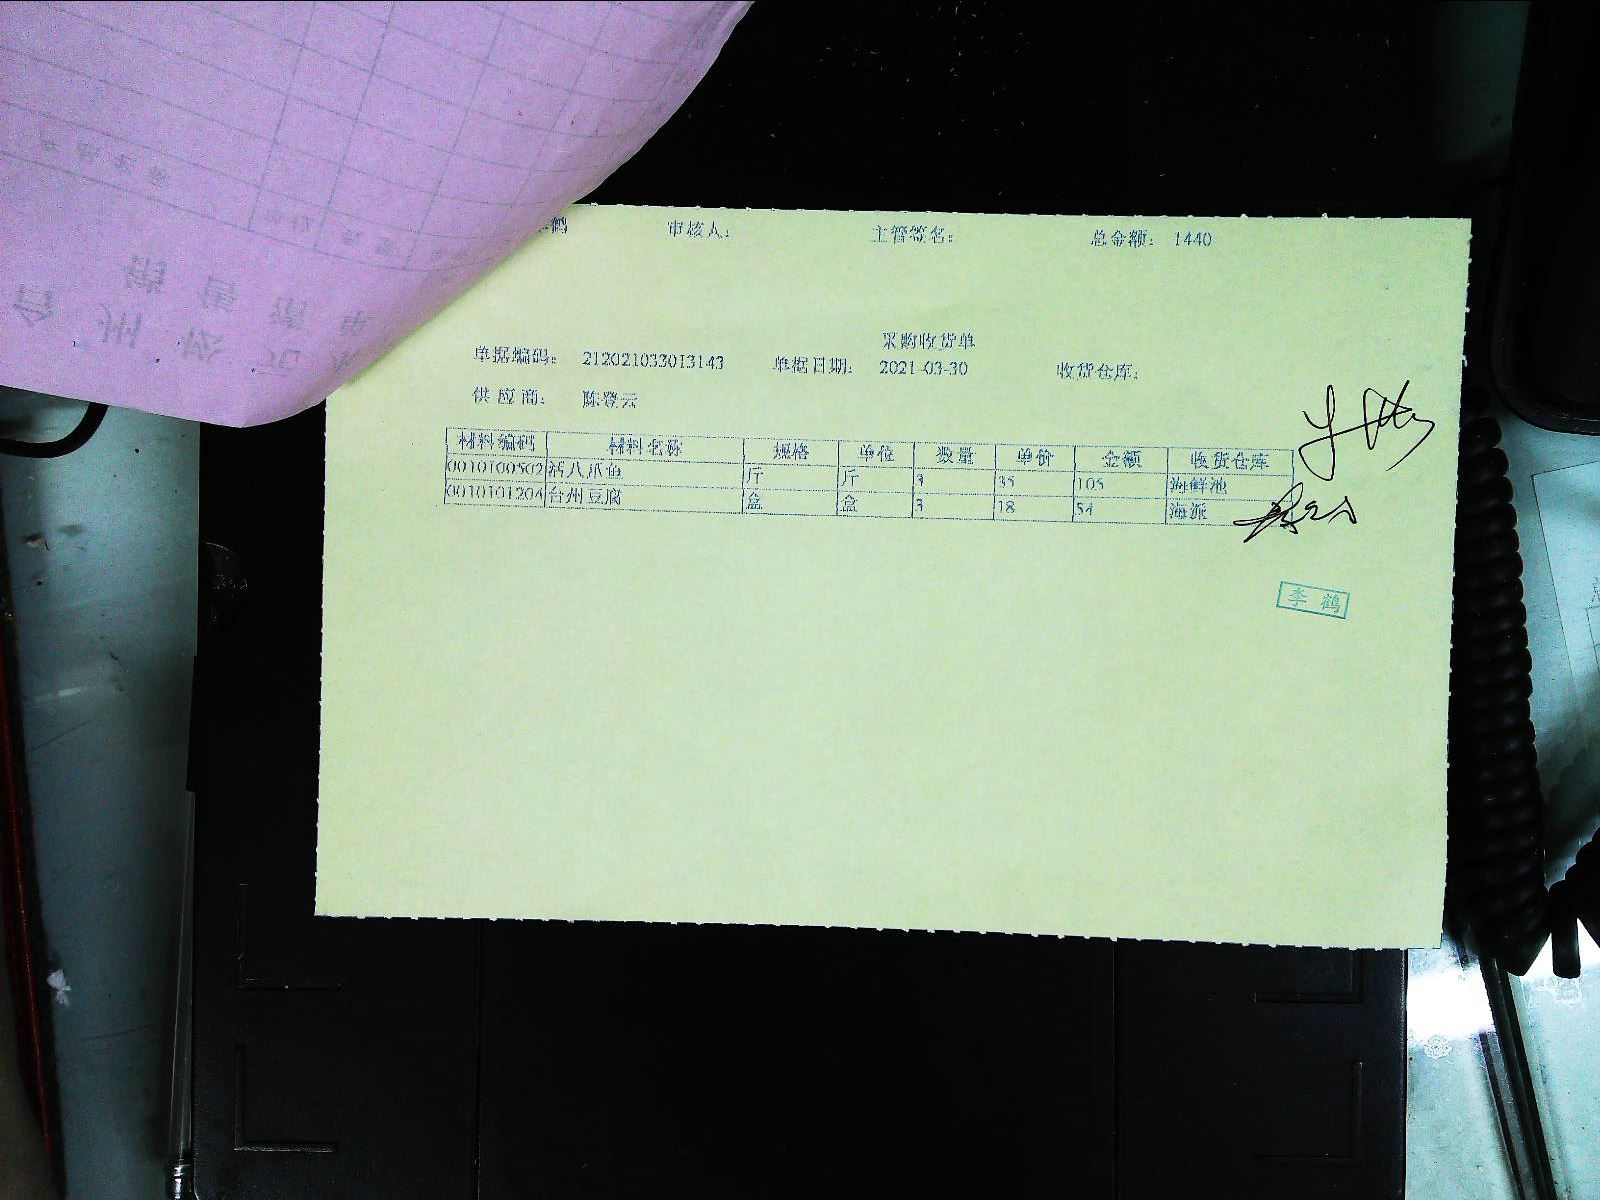 鹤 审核人: 主管签名: 总金额: 1440
采购收货单
单据编码: 212021033013143 单据日期: 2021-03-30 收货仓库:
供应商: 陈登云
材料编码 材料名称 规格 单位 数量 单价 金额 收货仓库
0010100502 活八爪鱼 斤 斤 3 35 105 海鲜池
0010101204 台州豆腐 盒 盒 3 18 54 海派
李鹤